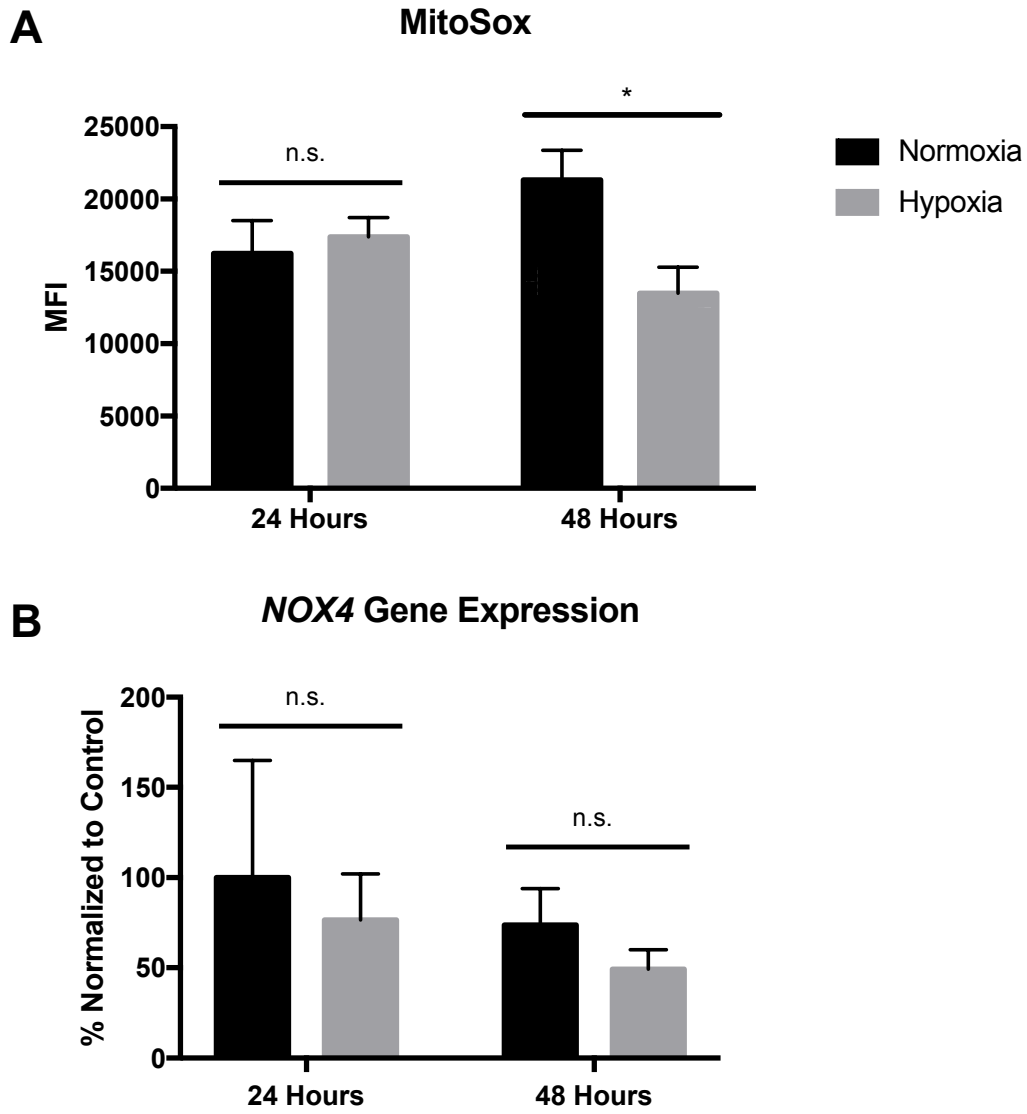 A
MitoSox
*
25000
n.s.
Normoxia
20000
Hypoxia
15000
MFI
10000
5000
0
24 Hours
48 Hours
B
NOX4 Gene Expression
200
n.s.
% Normalized to Control
150
n.s.
100
50
0
24 Hours
48 Hours